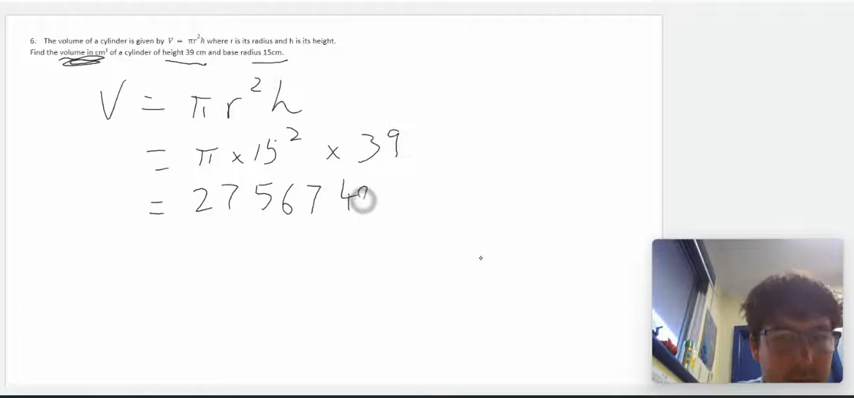 6. The volume of a cylinder is given by V = πr²h where r is its radius and h is its height.
Find the volume in cm³ of a cylinder of height 39 cm and base radius 15cm.
V = πr²h
= π × 15² × 39
= 275674